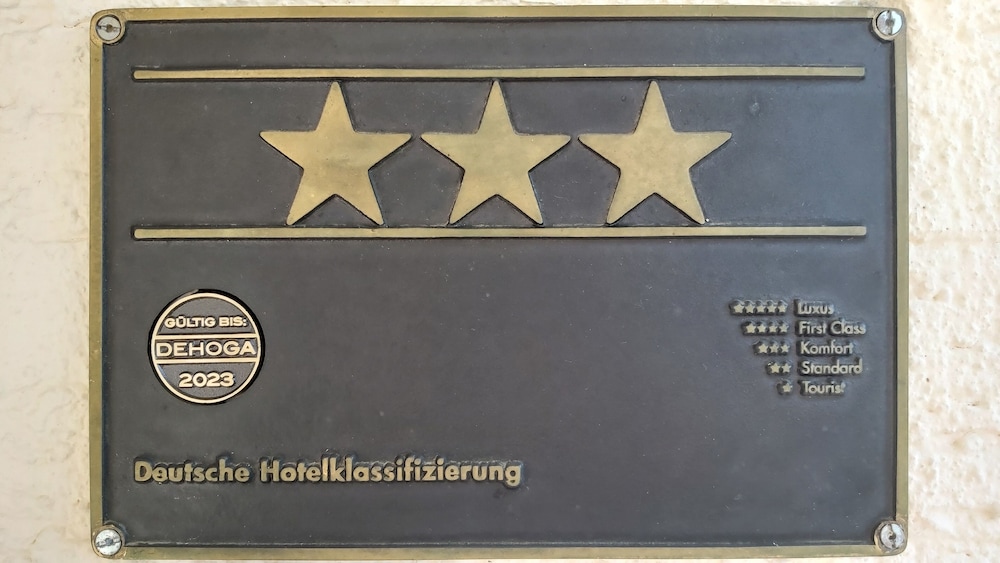 GÜLTIG BIS:
DEHOGA
2023
Luxus
First Class
Komfort
Standard
Tourist
Deutsche Hotelklassifizierung